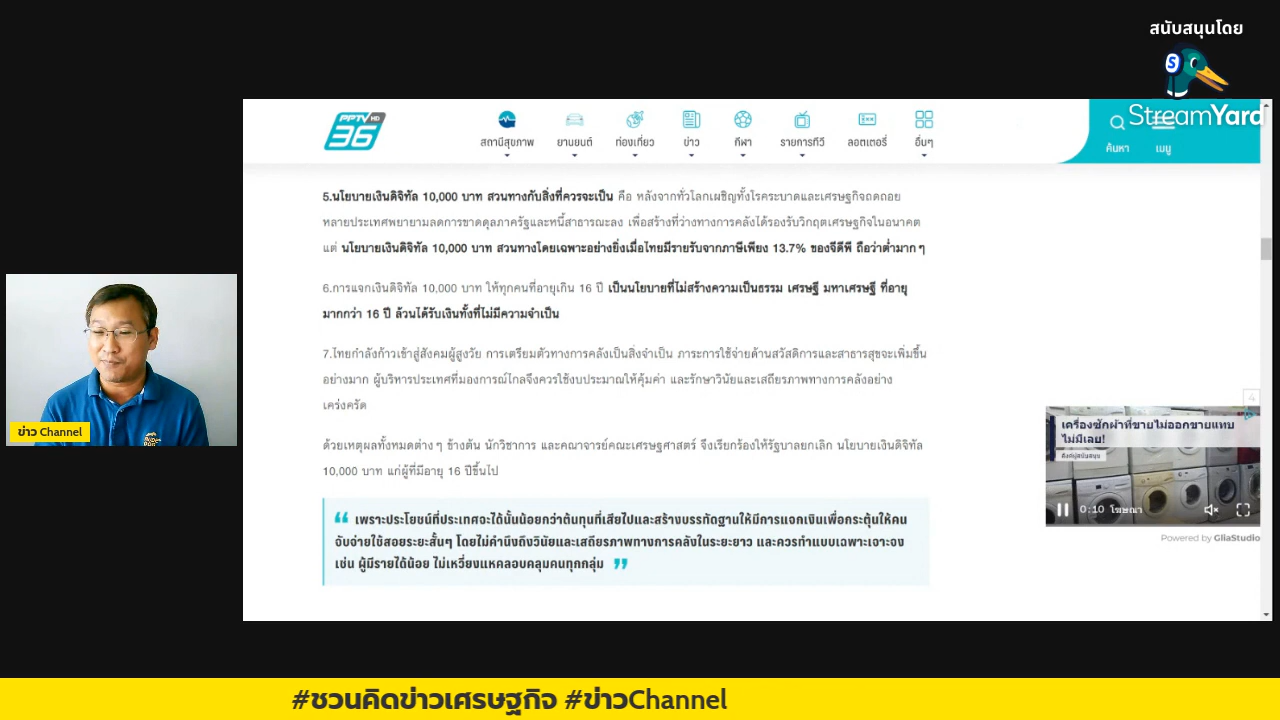 สนับสนุนโดย
StreamYard
PPTV HD 36
สถานีสุขภาพ ยานยนต์ ท่องเที่ยว ข่าว กีฬา รายการทีวี ลอตเตอรี่ อื่นๆ ค้นหา เมนู
5.นโยบายเงินดิจิทัล 10,000 บาท สวนทางกับสิ่งที่ควรจะเป็น คือ หลังจากทั่วโลกเผชิญทั้งโรคระบาดและเศรษฐกิจถดถอย
หลายประเทศพยายามลดการขาดดุลภาครัฐและหนี้สาธารณะลง เพื่อสร้างที่ว่างทางการคลังได้รองรับวิกฤตเศรษฐกิจในอนาคต
แต่ นโยบายเงินดิจิทัล 10,000 บาท สวนทางโดยเฉพาะอย่างยิ่งเมื่อไทยมีรายรับจากภาษีเพียง 13.7% ของจีดีพี ถือว่าต่ำมาก ๆ
6.การแจกเงินดิจิทัล 10,000 บาท ให้ทุกคนที่อายุเกิน 16 ปี เป็นนโยบายที่ไม่สร้างความเป็นธรรม เศรษฐี มหาเศรษฐี ที่อายุ
มากกว่า 16 ปี ล้วนได้รับเงินทั้งที่ไม่มีความจำเป็น
7.ไทยกำลังก้าวเข้าสู่สังคมผู้สูงวัย การเตรียมตัวทางการคลังเป็นสิ่งจำเป็น ภาระการใช้จ่ายด้านสวัสดิการและสาธารสุขจะเพิ่มขึ้น
อย่างมาก ผู้บริหารประเทศที่มองการณ์ไกลจึงควรใช้งบประมาณให้คุ้มค่า และรักษาวินัยและเสถียรภาพทางการคลังอย่าง
เคร่งครัด
ด้วยเหตุผลทั้งหมดต่าง ๆ ข้างต้น นักวิชาการ และคณาจารย์คณะเศรษฐศาสตร์ จึงเรียกร้องให้รัฐบาลยกเลิก นโยบายเงินดิจิทัล
10,000 บาท แก่ผู้ที่มีอายุ 16 ปีขึ้นไป
“ เพราะประโยชน์ที่ประเทศจะได้นั้นน้อยกว่าต้นทุนที่เสียไปและสร้างบรรทัดฐานให้มีการแจกเงินเพื่อกระตุ้นให้คน
จับจ่ายใช้สอยระยะสั้นๆ โดยไม่คำนึงถึงวินัยและเสถียรภาพทางการคลังในระยะยาว และควรทำแบบเฉพาะเจาะจง
เช่น ผู้มีรายได้น้อย ไม่เหวี่ยงแหคลอบคลุมคนทุกกลุ่ม ”
4
เครื่องซักผ้าที่ขายไม่ออกขายแทบ
ไม่มีเลย!
0:10 โฆษณา
Powered by GliaStudio
ข่าว Channel
#ชวนคิดข่าวเศรษฐกิจ #ข่าวChannel